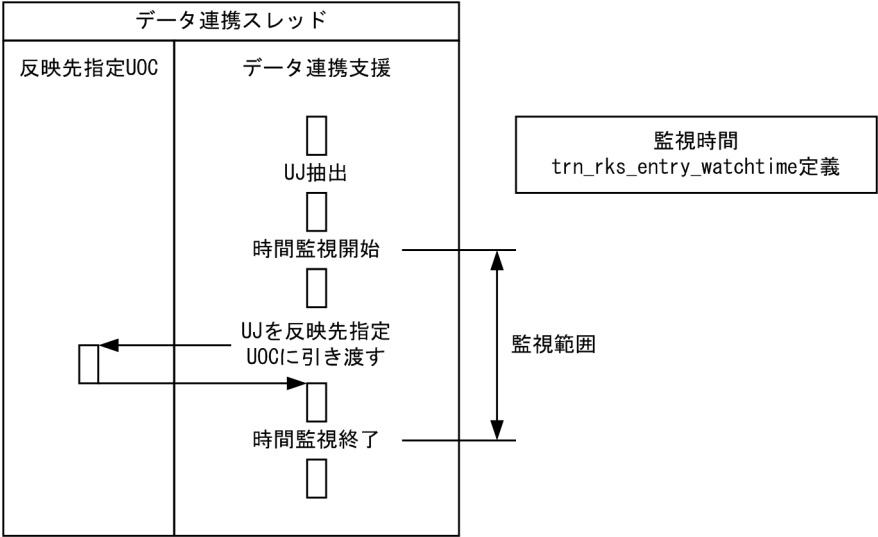 データ連携スレッド
反映先指定UOC
データ連携支援
監視時間
trn_rks_entry_watchtime定義
UJ抽出
時間監視開始
UJを反映先指定
UOCに引き渡す
監視範囲
時間監視終了